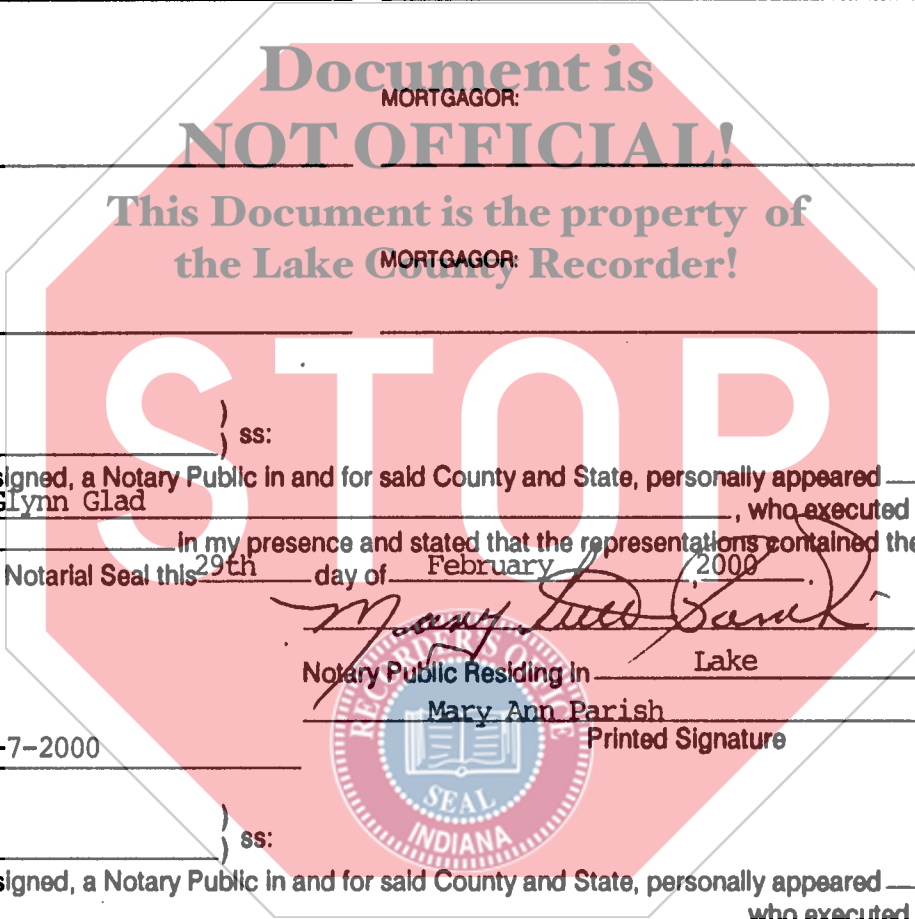 Document is
MORTGAGOR:
NOT OFFICIAL!
This Document is the property of
the Lake County Recorder!
MORTGAGOR:
STOP
) ss:
signed, a Notary Public in and for said County and State, personally appeared
Glynn Glad
, who executed
in my presence and stated that the representations contained the
Notarial Seal this 29th day of February, 2000.
Notary Public Residing in Lake
Mary Ann Parish
Printed Signature
-7-2000
RECORDER'S OFFICE
SEAL
INDIANA
) ss:
signed, a Notary Public in and for said County and State, personally appeared
who executed